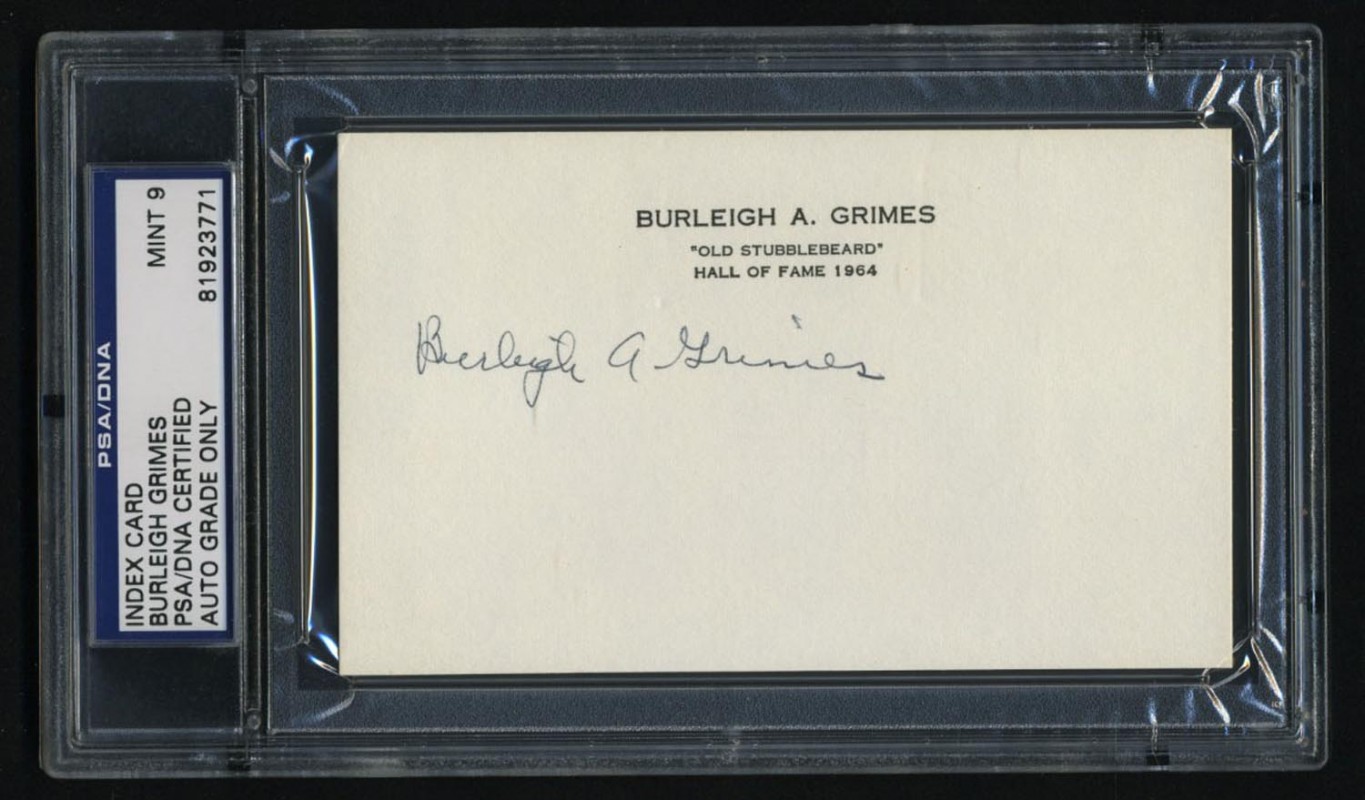 PSA/DNA
INDEX CARD MINT 9
BURLEIGH GRIMES
PSA/DNA CERTIFIED
AUTO GRADE ONLY 81923771
BURLEIGH A. GRIMES
"OLD STUBBLEBEARD"
HALL OF FAME 1964
Burleigh A Grimes